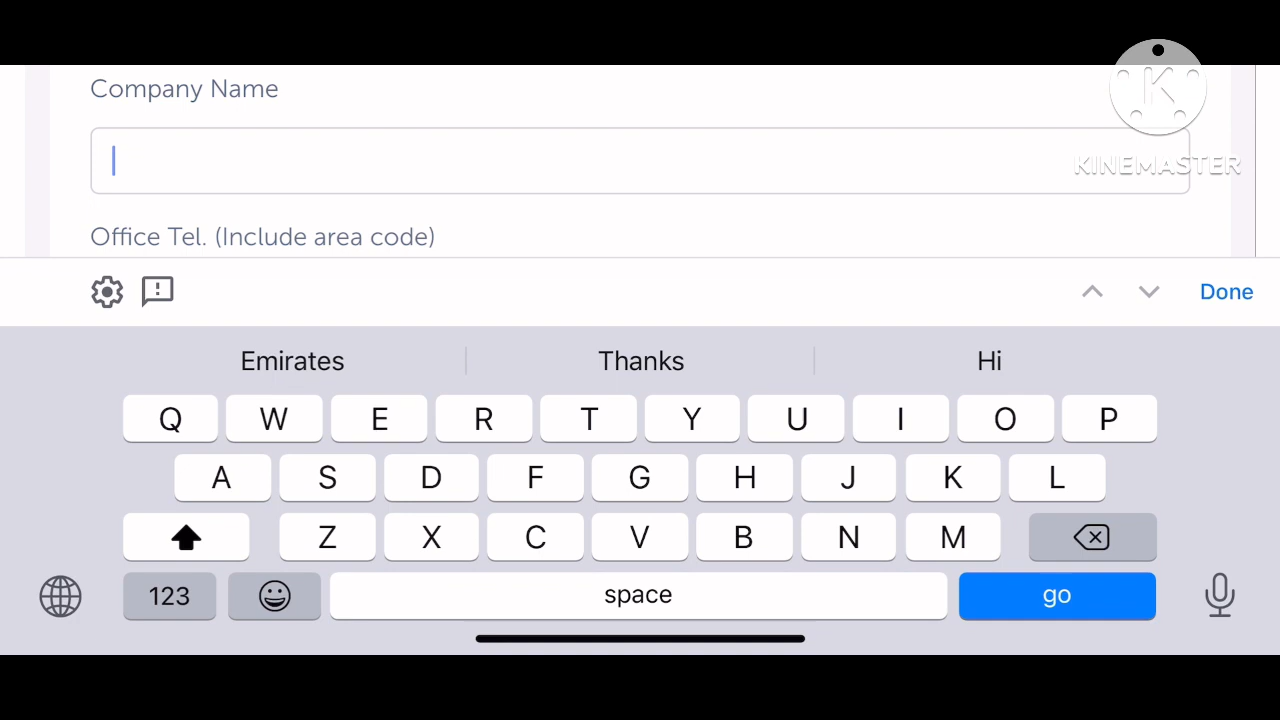 Company Name
K
KINEMASTER
Office Tel. (Include area code)
Done
Emirates Thanks Hi
Q W E R T Y U I O P
A S D F G H J K L
Z X C V B N M
123 space go